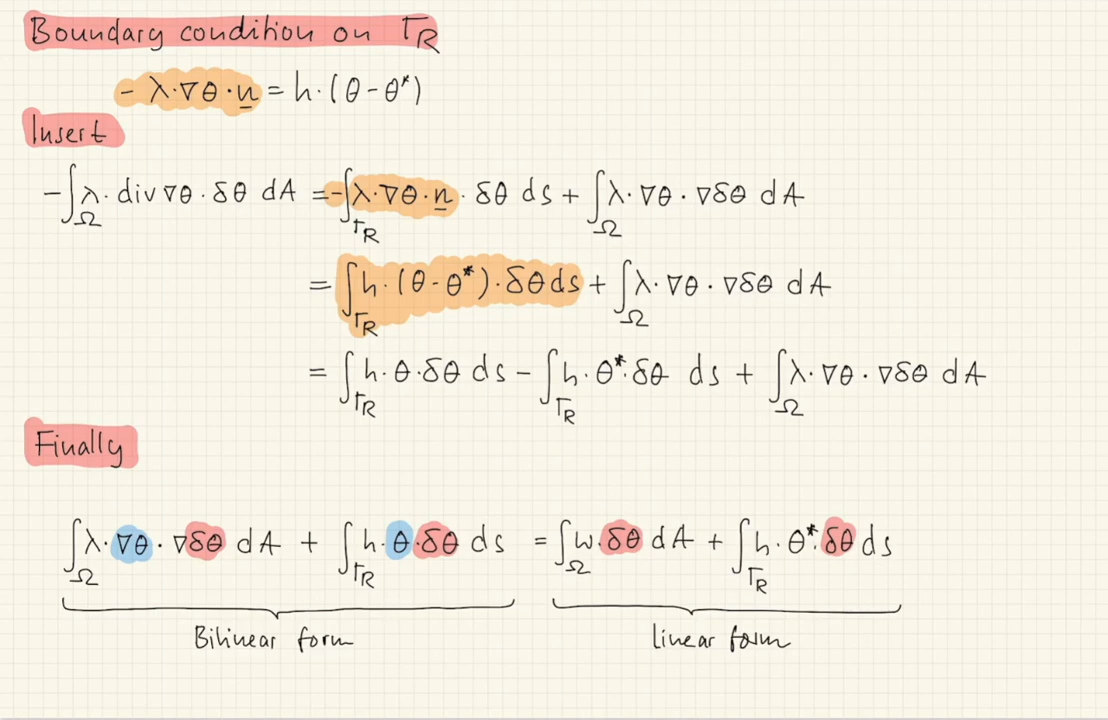 Boundary condition on Γ_R
- λ·∇θ·n = h·(θ-θ*)
Insert
-∫_Ω λ· div ∇θ · δθ dA = -∫_{Γ_R} λ·∇θ·n · δθ ds + ∫_Ω λ·∇θ · ∇δθ dA
= ∫_{Γ_R} h·(θ-θ*)·δθ ds + ∫_Ω λ·∇θ · ∇δθ dA
= ∫_{Γ_R} h·θ·δθ ds - ∫_{Γ_R} h·θ*·δθ ds + ∫_Ω λ·∇θ · ∇δθ dA
Finally
∫_Ω λ·∇θ · ∇δθ dA + ∫_{Γ_R} h·θ·δθ ds = ∫_Ω w·δθ dA + ∫_{Γ_R} h·θ*·δθ ds
Bilinear form linear form